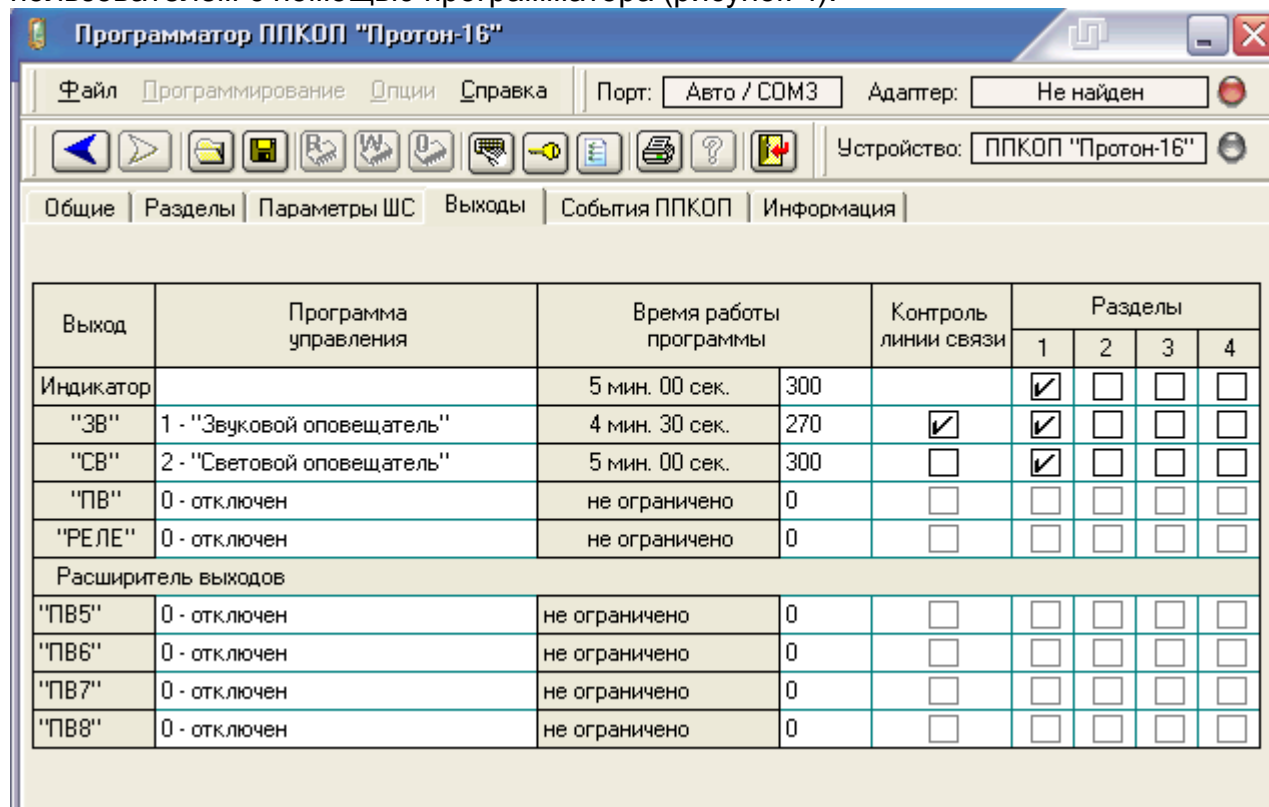 пользователем с помощью программатора (рисунок 4).
Программатор ППКОП "Протон-16"
Файл Программирование Опции Справка Порт: Авто / COM3 Адаптер: Не найден
Устройство: ППКОП "Протон-16"
Общие Разделы Параметры ШС Выходы События ППКОП Информация
Выход Программа управления Время работы программы Контроль линии связи Разделы
1 2 3 4
Индикатор 5 мин. 00 сек. 300
"ЗВ" 1 - "Звуковой оповещатель" 4 мин. 30 сек. 270
"СВ" 2 - "Световой оповещатель" 5 мин. 00 сек. 300
"ПВ" 0 - отключен не ограничено 0
"РЕЛЕ" 0 - отключен не ограничено 0
Расширитель выходов
"ПВ5" 0 - отключен не ограничено 0
"ПВ6" 0 - отключен не ограничено 0
"ПВ7" 0 - отключен не ограничено 0
"ПВ8" 0 - отключен не ограничено 0